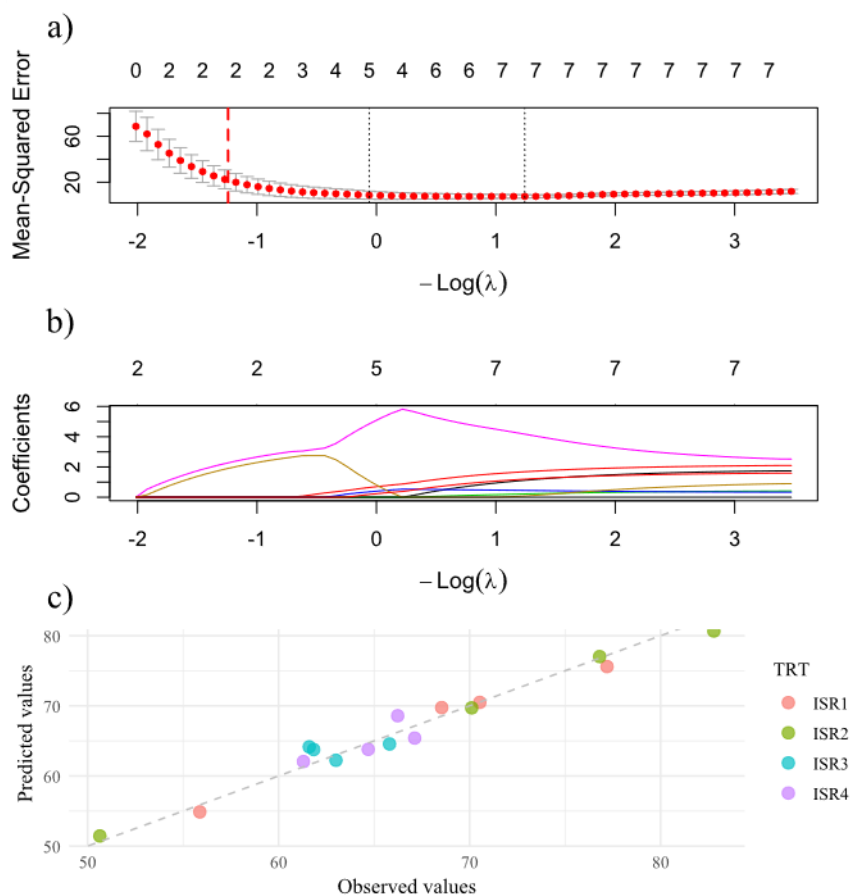 a)
0 2 2 2 2 3 4 5 4 6 6 7 7 7 7 7 7 7 7
Mean-Squared Error
60
20
-2 -1 0 1 2 3
− Log(λ)
b)
2 2 5 7 7 7
Coefficients
6
4
2
0
-2 -1 0 1 2 3
− Log(λ)
c)
Predicted values
80
70
60
50
50 60 70 80
Observed values
TRT
ISR1
ISR2
ISR3
ISR4